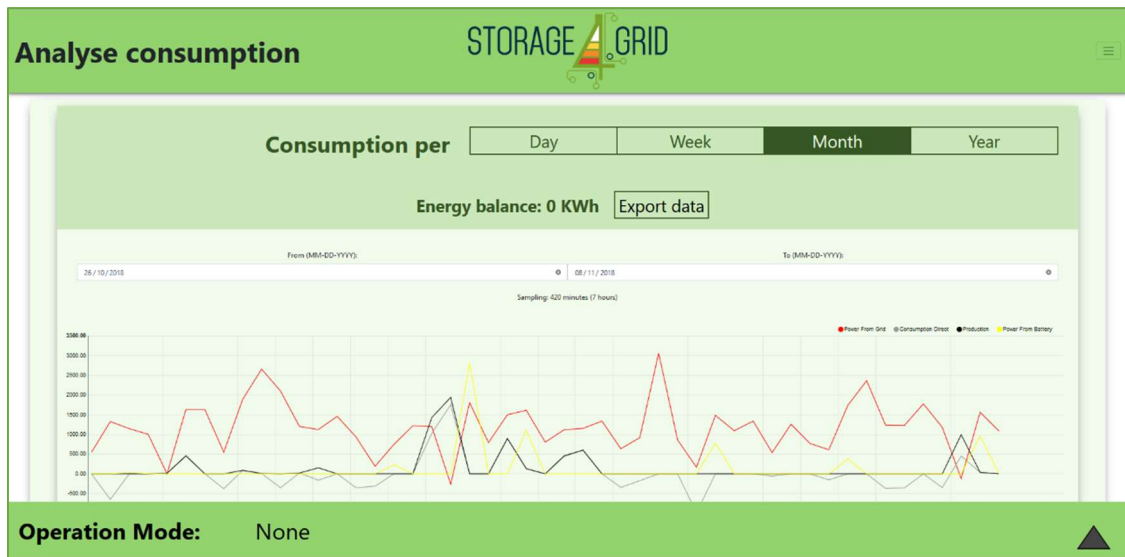 Analyse consumption
STORAGE 4 GRID
Consumption per Day Week Month Year
Energy balance: 0 KWh Export data
From (MM-DD-YYYY): To (MM-DD-YYYY):
26 / 10 / 2018 08 / 11 / 2018
Sampling: 420 minutes (7 hours)
Power From Grid Consumption Direct Production Power From Battery
3500.00
3000.00
2500.00
2000.00
1500.00
1000.00
500.00
0.00
-500.00
Operation Mode: None